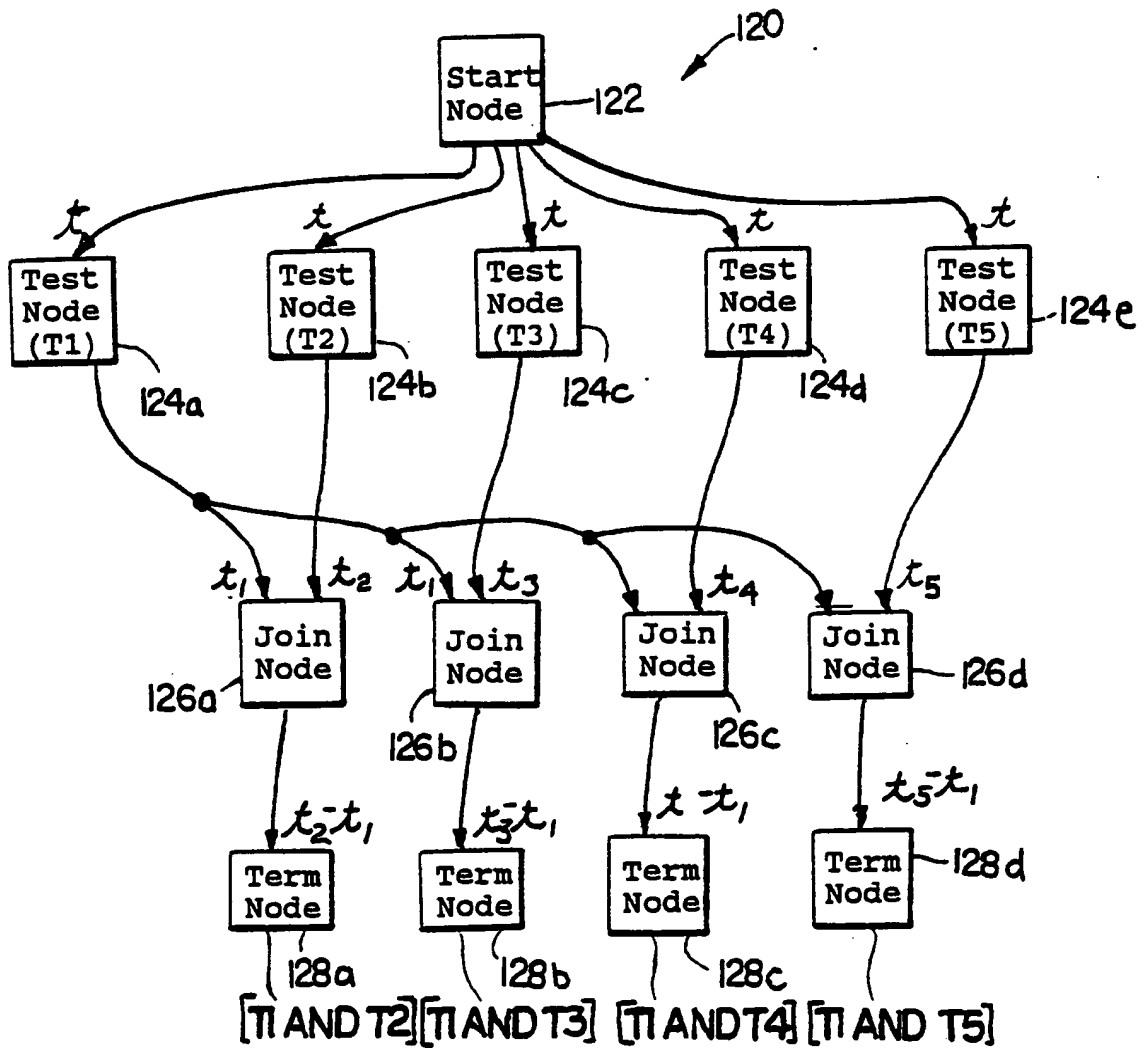 120
Start
Node
122
t t t t t
Test
Node
(T1)
Test
Node
(T2)
Test
Node
(T3)
Test
Node
(T4)
Test
Node
(T5)
124a
124b
124c
124d
124e
t₁ t₂ t₁ t₃ t₄ t₅
Join
Node
Join
Node
Join
Node
Join
Node
126a
126b
126c
126d
t₂-t₁ t₃-t₁ t -t₁ t₅-t₁
Term
Node
Term
Node
Term
Node
Term
Node
128a
128b
128c
128d
[T1 AND T2] [T1 AND T3] [T1 AND T4] [T1 AND T5]